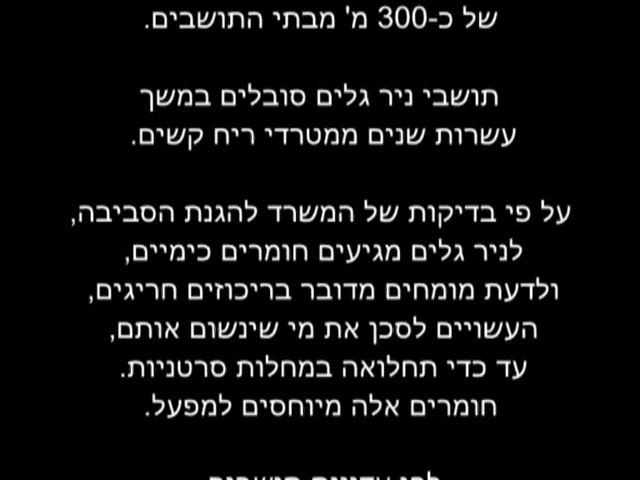 של כ-300 מ' מבתי התושבים.
תושבי ניר גלים סובלים במשך
עשרות שנים ממטרדי ריח קשים.
על פי בדיקות של המשרד להגנת הסביבה,
לניר גלים מגיעים חומרים כימיים,
ולדעת מומחים מדובר בריכוזים חריגים,
העשויים לסכן את מי שינשום אותם,
עד כדי תחלואה במחלות סרטניות.
חומרים אלה מיוחסים למפעל.